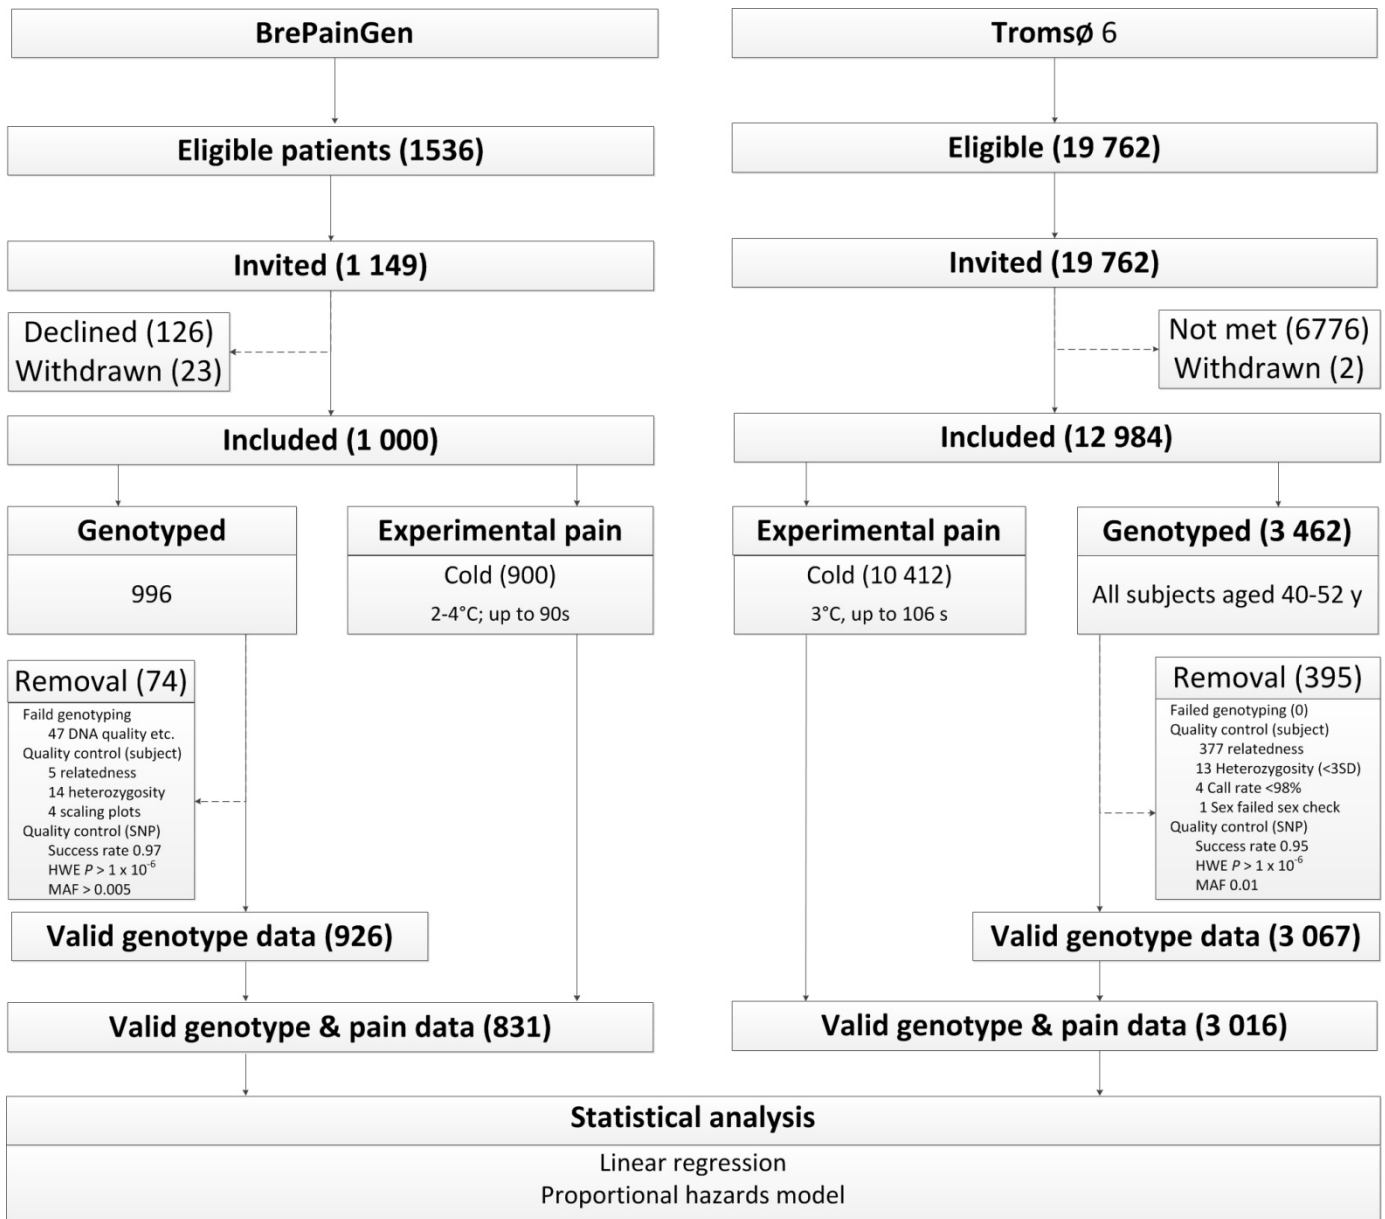 BrePainGen
Eligible patients (1536)
Invited (1 149)
Declined (126)
Withdrawn (23)
Included (1 000)
Genotyped
996
Experimental pain
Cold (900)
2-4°C; up to 90s
Removal (74)
Faild genotyping
47 DNA quality etc.
Quality control (subject)
5 relatedness
14 heterozygosity
4 scaling plots
Quality control (SNP)
Success rate 0.97
HWE P > 1 x 10⁻⁶
MAF > 0.005
Valid genotype data (926)
Valid genotype & pain data (831)
Tromsø 6
Eligible (19 762)
Invited (19 762)
Not met (6776)
Withdrawn (2)
Included (12 984)
Experimental pain
Cold (10 412)
3°C, up to 106 s
Genotyped (3 462)
All subjects aged 40-52 y
Removal (395)
Failed genotyping (0)
Quality control (subject)
377 relatedness
13 Heterozygosity (<3SD)
4 Call rate <98%
1 Sex failed sex check
Quality control (SNP)
Success rate 0.95
HWE P > 1 x 10⁻⁶
MAF 0.01
Valid genotype data (3 067)
Valid genotype & pain data (3 016)
Statistical analysis
Linear regression
Proportional hazards model